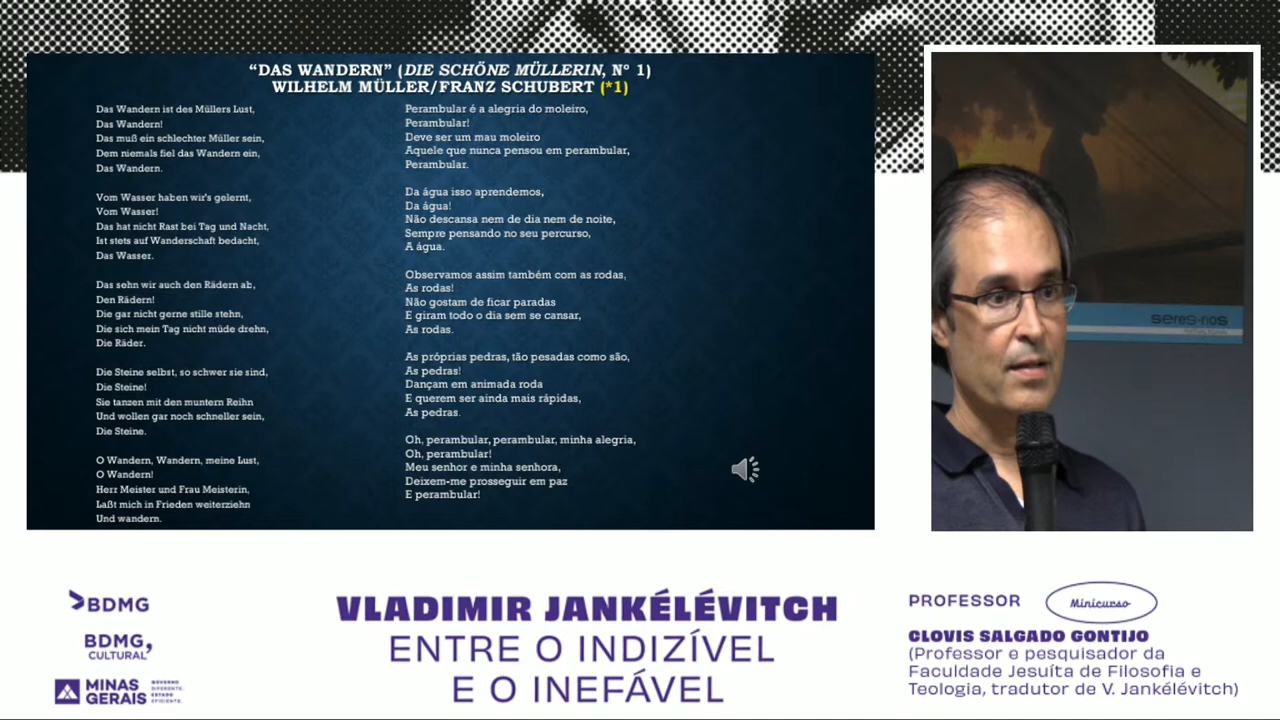 “DAS WANDERN” (DIE SCHÖNE MÜLLERIN, Nº 1)
WILHELM MÜLLER/FRANZ SCHUBERT (*1)
Das Wandern ist des Müllers Lust,
Das Wandern!
Das muß ein schlechter Müller sein,
Dem niemals fiel das Wandern ein,
Das Wandern.
Vom Wasser haben wir's gelernt,
Vom Wasser!
Das hat nicht Rast bei Tag und Nacht,
Ist stets auf Wanderschaft bedacht,
Das Wasser.
Das sehn wir auch den Rädern ab,
Den Rädern!
Die gar nicht gerne stille stehn,
Die sich mein Tag nicht müde drehn,
Die Räder.
Die Steine selbst, so schwer sie sind,
Die Steine!
Sie tanzen mit den muntern Reihn
Und wollen gar noch schneller sein,
Die Steine.
O Wandern, Wandern, meine Lust,
O Wandern!
Herr Meister und Frau Meisterin,
Laßt mich in Frieden weiterziehn
Und wandern.
Perambular é a alegria do moleiro,
Perambular!
Deve ser um mau moleiro
Aquele que nunca pensou em perambular,
Perambular.
Da água isso aprendemos,
Da água!
Não descansa nem de dia nem de noite,
Sempre pensando no seu percurso,
A água.
Observamos assim também com as rodas,
As rodas!
Não gostam de ficar paradas
E giram todo o dia sem se cansar,
As rodas.
As próprias pedras, tão pesadas como são,
As pedras!
Dançam em animada roda
E querem ser ainda mais rápidas,
As pedras.
Oh, perambular, perambular, minha alegria,
Oh, perambular!
Meu senhor e minha senhora,
Deixem-me prosseguir em paz
E perambular!
seres-rios
BDMG
BDMG,
CULTURAL
MINAS
GERAIS
GOVERNO
DIFERENTE.
ESTADO
EFICIENTE.
VLADIMIR JANKÉLÉVITCH
ENTRE O INDIZÍVEL
E O INEFÁVEL
PROFESSOR
Minicurso
CLOVIS SALGADO GONTIJO
(Professor e pesquisador da
Faculdade Jesuíta de Filosofia e
Teologia, tradutor de V. Jankélévitch)